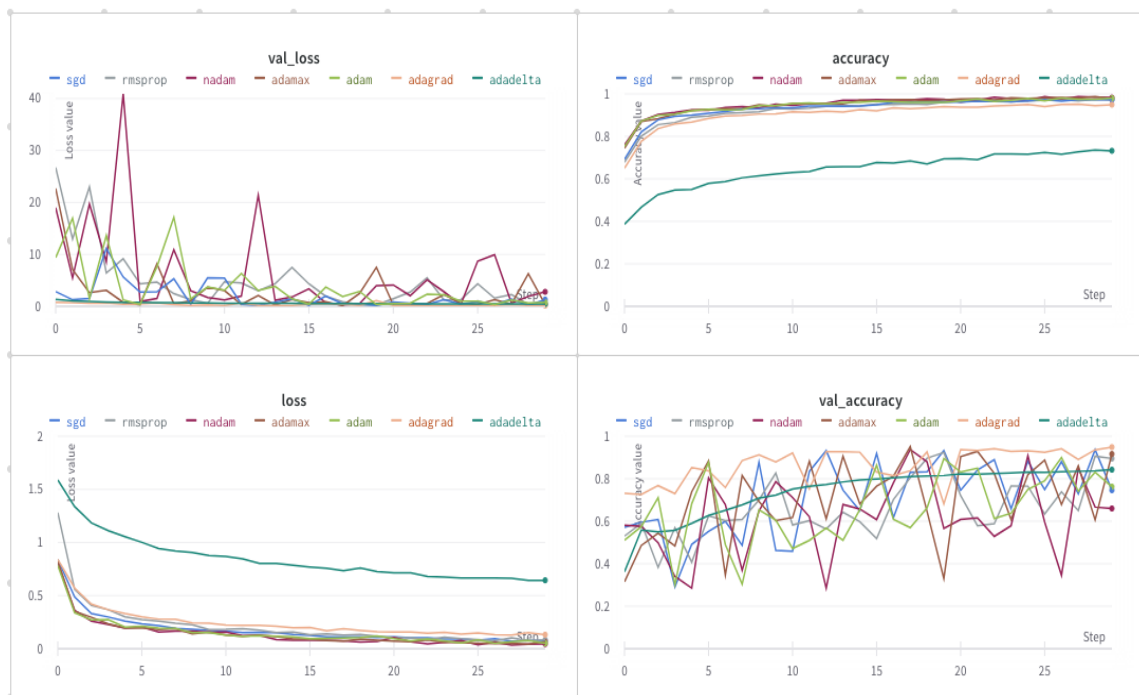 val_loss
sgd rmsprop nadam adamax adam adagrad adadelta
Loss value
40
30
20
10
0
Step
0 5 10 15 20 25
accuracy
sgd rmsprop nadam adamax adam adagrad adadelta
Accuracy value
1
0.8
0.6
0.4
0.2
0
Step
0 5 10 15 20 25
loss
sgd rmsprop nadam adamax adam adagrad adadelta
Loss value
2
1.5
1
0.5
0
Step
0 5 10 15 20 25
val_accuracy
sgd rmsprop nadam adamax adam adagrad adadelta
Accuracy value
1
0.8
0.6
0.4
0.2
0
Step
0 5 10 15 20 25